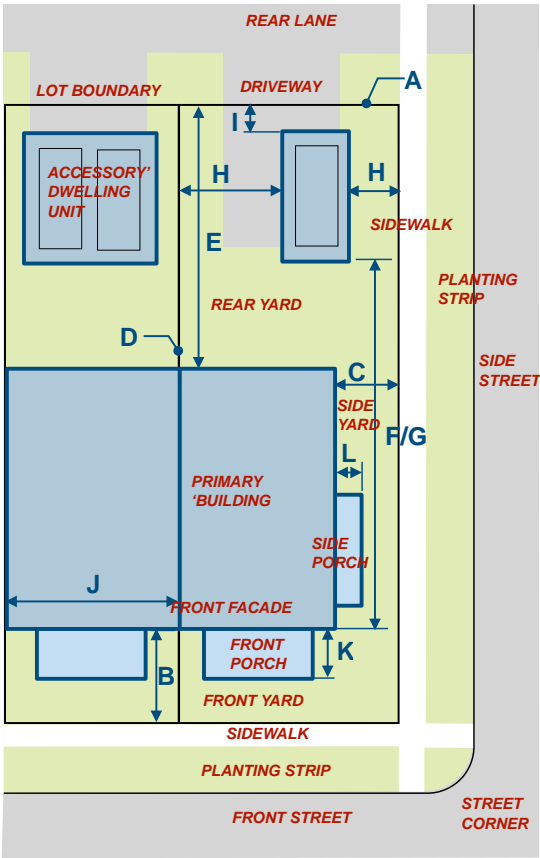 REAR LANE
A
LOT BOUNDARY
DRIVEWAY
I
ACCESSORY'
DWELLING
UNIT
H
H
SIDEWALK
E
REAR YARD
PLANTING
STRIP
D
C
SIDE
STREET
SIDE
YARD
F/G
L
PRIMARY
'BUILDING
SIDE
PORCH
J
FRONT FACADE
FRONT
PORCH
K
B
FRONT YARD
SIDEWALK
PLANTING STRIP
FRONT STREET
STREET
CORNER